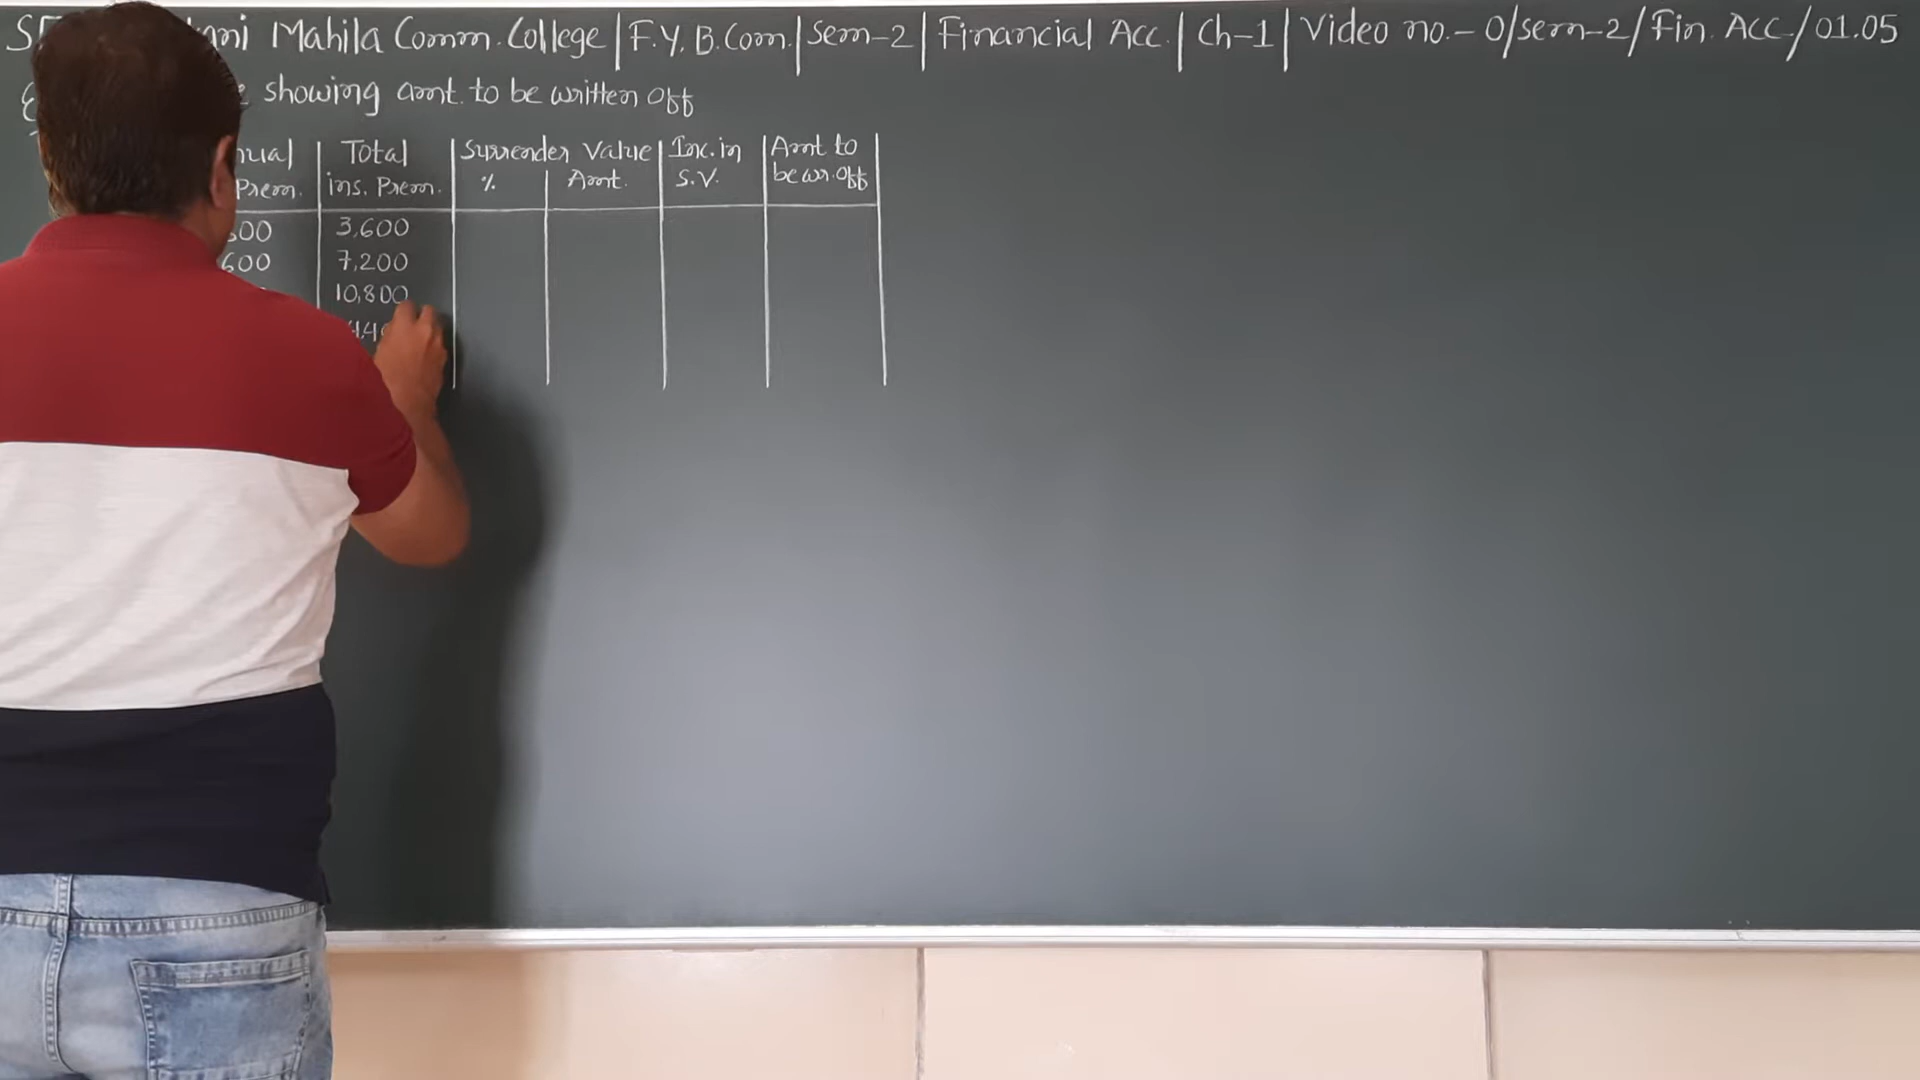 Mahila Comm. College | F.Y. B.Com. | Sem-2 | Financial Acc. | Ch-1 | Video no.- 0/sem-2/Fin. Acc./01.05
showing amt. to be written off
Total Surrender Value Inc. in Amt to
Prem. ins. Prem. % Amt. S.V. be wr. off
3,600
600 7,200
10,800